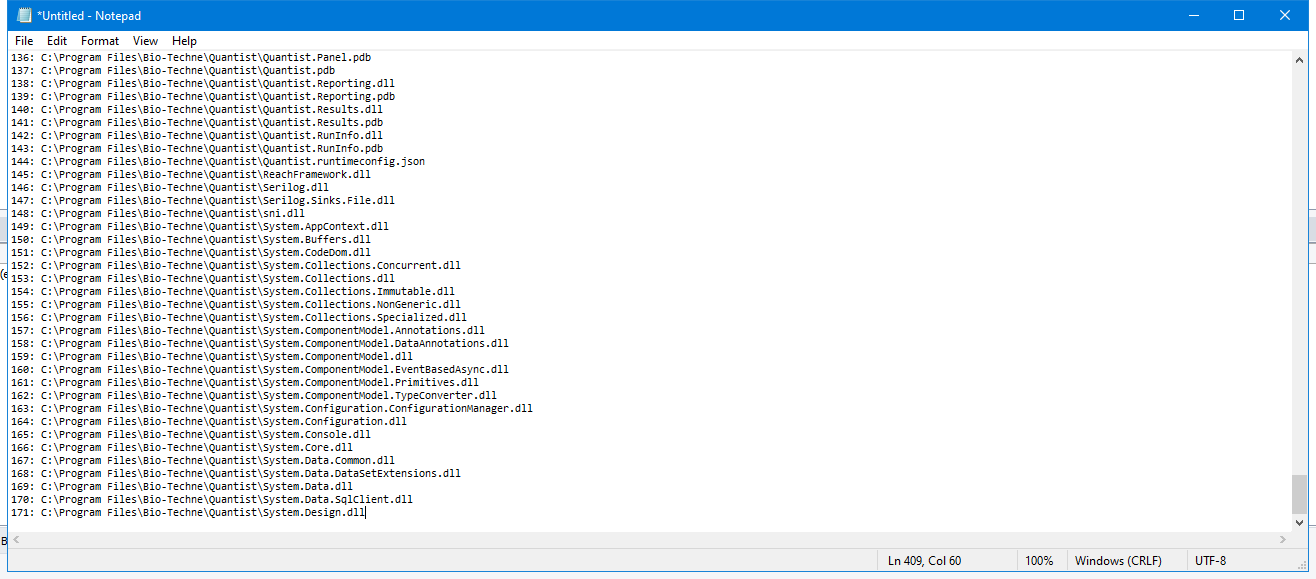 *Untitled - Notepad
File Edit Format View Help
136: C:\Program Files\Bio-Techne\Quantist\Quantist.Panel.pdb
137: C:\Program Files\Bio-Techne\Quantist\Quantist.pdb
138: C:\Program Files\Bio-Techne\Quantist\Quantist.Reporting.dll
139: C:\Program Files\Bio-Techne\Quantist\Quantist.Reporting.pdb
140: C:\Program Files\Bio-Techne\Quantist\Quantist.Results.dll
141: C:\Program Files\Bio-Techne\Quantist\Quantist.Results.pdb
142: C:\Program Files\Bio-Techne\Quantist\Quantist.RunInfo.dll
143: C:\Program Files\Bio-Techne\Quantist\Quantist.RunInfo.pdb
144: C:\Program Files\Bio-Techne\Quantist\Quantist.runtimeconfig.json
145: C:\Program Files\Bio-Techne\Quantist\ReachFramework.dll
146: C:\Program Files\Bio-Techne\Quantist\Serilog.dll
147: C:\Program Files\Bio-Techne\Quantist\Serilog.Sinks.File.dll
148: C:\Program Files\Bio-Techne\Quantist\sni.dll
149: C:\Program Files\Bio-Techne\Quantist\System.AppContext.dll
150: C:\Program Files\Bio-Techne\Quantist\System.Buffers.dll
151: C:\Program Files\Bio-Techne\Quantist\System.CodeDom.dll
152: C:\Program Files\Bio-Techne\Quantist\System.Collections.Concurrent.dll
153: C:\Program Files\Bio-Techne\Quantist\System.Collections.dll
154: C:\Program Files\Bio-Techne\Quantist\System.Collections.Immutable.dll
155: C:\Program Files\Bio-Techne\Quantist\System.Collections.NonGeneric.dll
156: C:\Program Files\Bio-Techne\Quantist\System.Collections.Specialized.dll
157: C:\Program Files\Bio-Techne\Quantist\System.ComponentModel.Annotations.dll
158: C:\Program Files\Bio-Techne\Quantist\System.ComponentModel.DataAnnotations.dll
159: C:\Program Files\Bio-Techne\Quantist\System.ComponentModel.dll
160: C:\Program Files\Bio-Techne\Quantist\System.ComponentModel.EventBasedAsync.dll
161: C:\Program Files\Bio-Techne\Quantist\System.ComponentModel.Primitives.dll
162: C:\Program Files\Bio-Techne\Quantist\System.ComponentModel.TypeConverter.dll
163: C:\Program Files\Bio-Techne\Quantist\System.Configuration.ConfigurationManager.dll
164: C:\Program Files\Bio-Techne\Quantist\System.Configuration.dll
165: C:\Program Files\Bio-Techne\Quantist\System.Console.dll
166: C:\Program Files\Bio-Techne\Quantist\System.Core.dll
167: C:\Program Files\Bio-Techne\Quantist\System.Data.Common.dll
168: C:\Program Files\Bio-Techne\Quantist\System.Data.DataSetExtensions.dll
169: C:\Program Files\Bio-Techne\Quantist\System.Data.dll
170: C:\Program Files\Bio-Techne\Quantist\System.Data.SqlClient.dll
171: C:\Program Files\Bio-Techne\Quantist\System.Design.dll
Ln 409, Col 60 100% Windows (CRLF) UTF-8